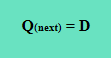 Q(next) = D